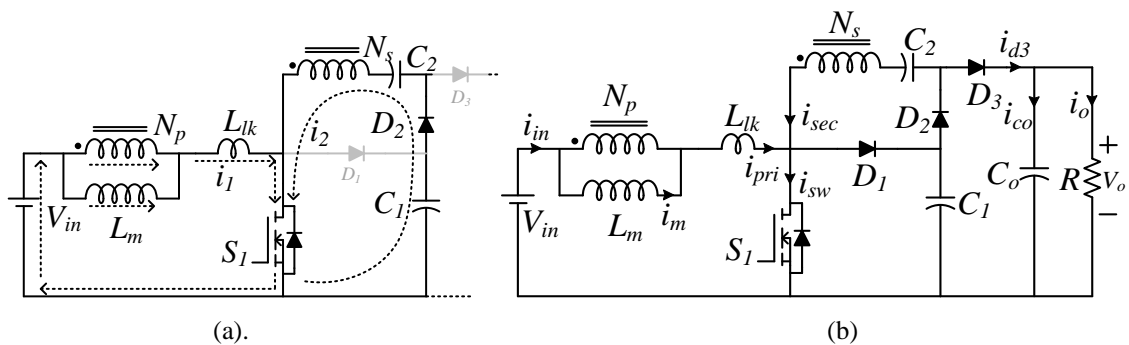 N_s C_2
D_3
N_p L_lk i_2 D_2
D_1
i_1
V_in L_m C_1
S_1
(a).
N_s C_2
i_d3
D_3
N_p L_lk i_sec D_2 i_co i_o
i_in
+
i_pri D_1 C_o R V_o
i_sw
V_in L_m i_m C_1
−
S_1
(b)